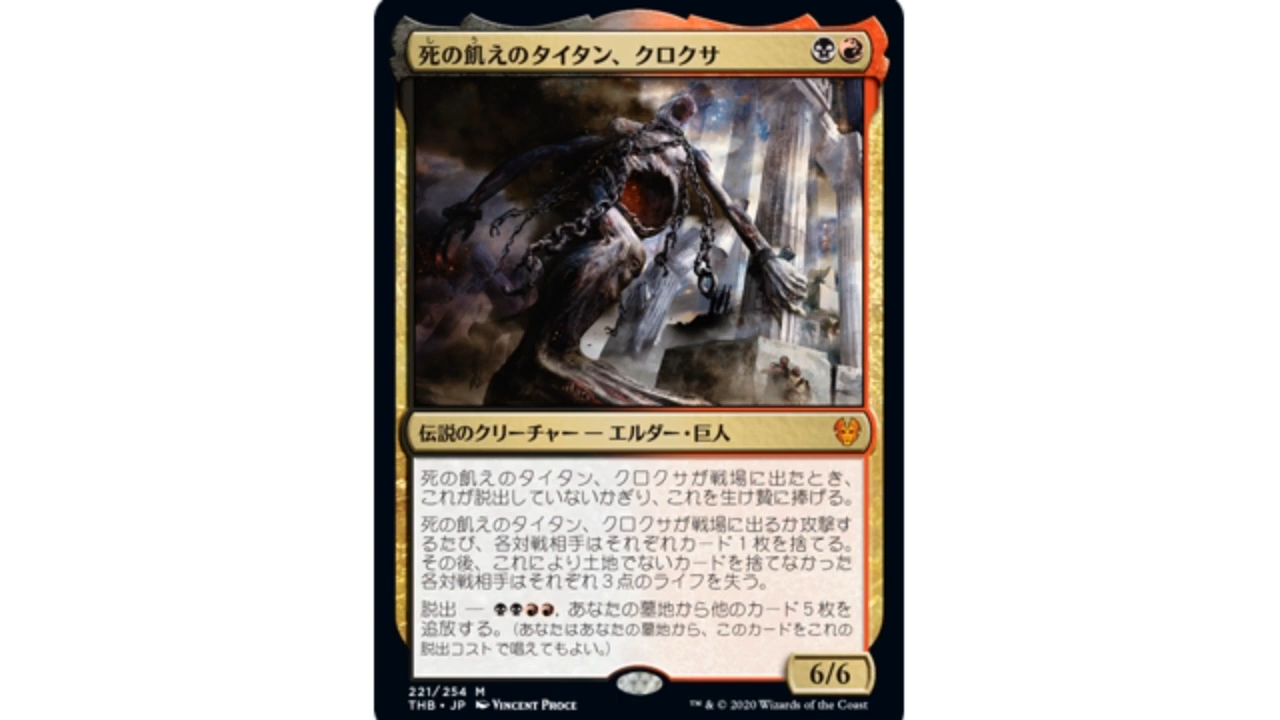 死の飢えのタイタン、クロクサ
伝説のクリーチャー — エルダー・巨人
死の飢えのタイタン、クロクサが戦場に出たとき、
これが脱出していないかぎり、これを生け贄に捧げる。
死の飢えのタイタン、クロクサが戦場に出るか攻撃す
るたび、各対戦相手はそれぞれカード1枚を捨てる。
その後、これにより土地でないカードを捨てなかった
各対戦相手はそれぞれ3点のライフを失う。
脱出 — , あなたの墓地から他のカード5枚を
追放する。(あなたはあなたの墓地から、このカードをこれの
脱出コストで唱えてもよい。)
6/6
221/254 M
THB • JP VINCENT PROCE
™ & © 2020 Wizards of the Coast